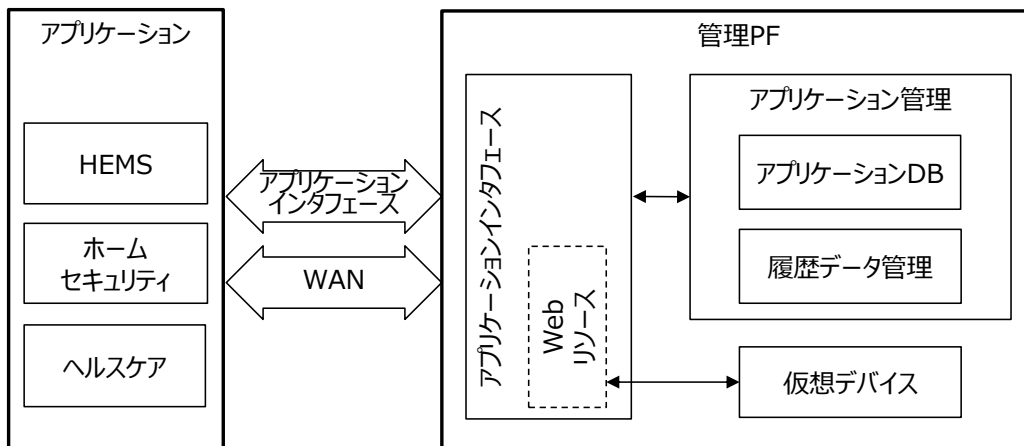 アプリケーション
HEMS
ホーム
セキュリティ
ヘルスケア
アプリケーション
インタフェース
WAN
管理PF
アプリケーションインタフェース
Web
リソース
アプリケーション管理
アプリケーションDB
履歴データ管理
仮想デバイス